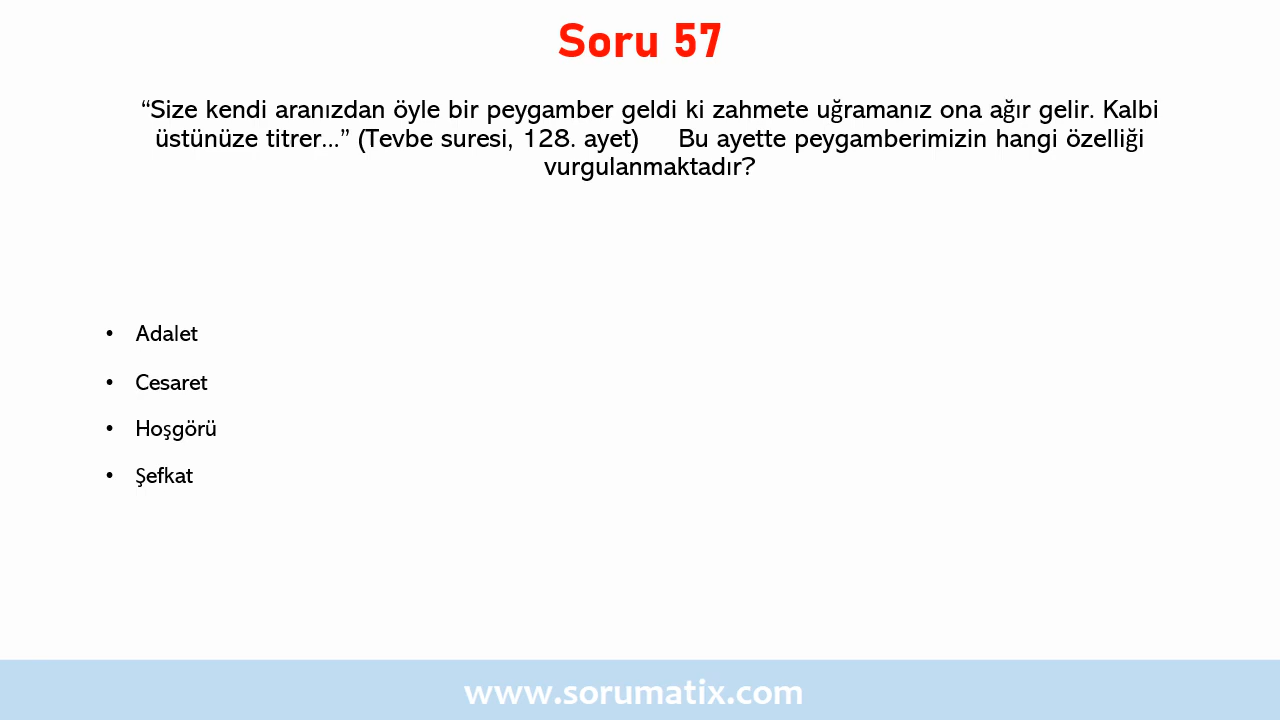 Soru 57
“Size kendi aranızdan öyle bir peygamber geldi ki zahmete uğramanız ona ağır gelir. Kalbi
üstünüze titrer...” (Tevbe suresi, 128. ayet) Bu ayette peygamberimizin hangi özelliği
vurgulanmaktadır?
• Adalet
• Cesaret
• Hoşgörü
• Şefkat
www.sorumatix.com